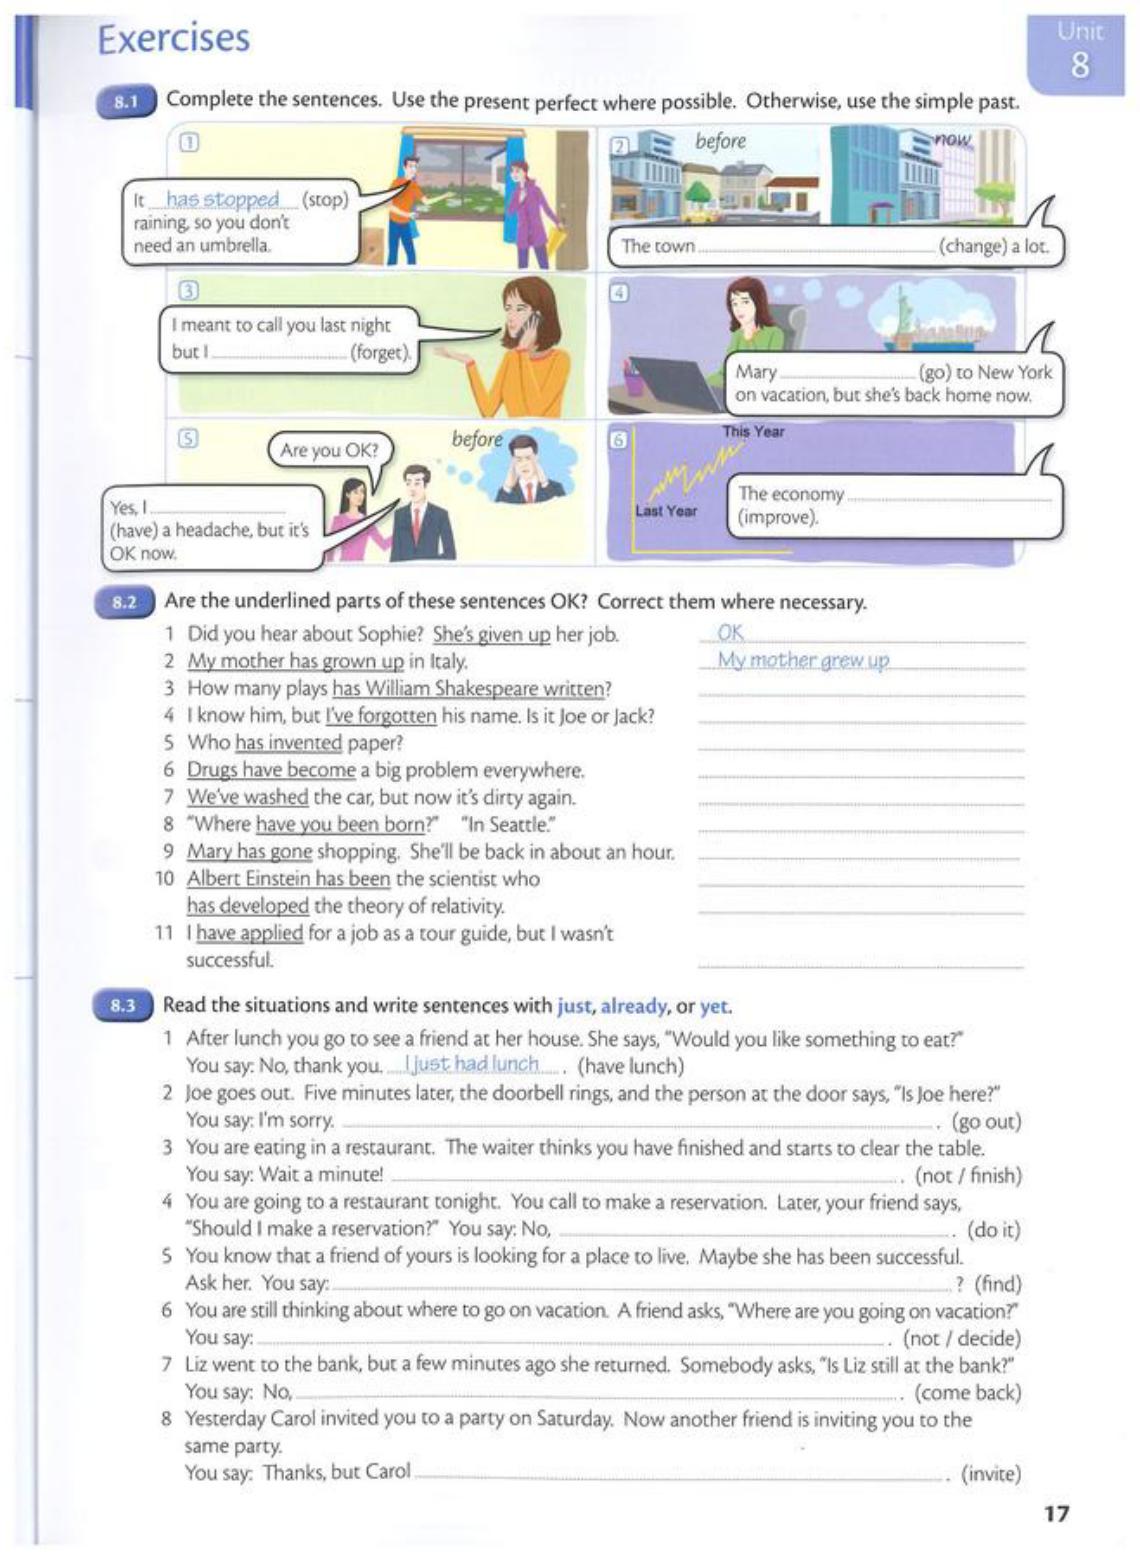 Exercises
Unit
8
8.1 Complete the sentences. Use the present perfect where possible. Otherwise, use the simple past.
1
It has stopped (stop)
raining, so you don't
need an umbrella.
2
before
now
The town (change) a lot.
3
I meant to call you last night
but I (forget).
4
Mary (go) to New York
on vacation, but she's back home now.
5
Are you OK?
before
Yes, I
(have) a headache, but it's
OK now.
6
This Year
Last Year
The economy
(improve).
8.2 Are the underlined parts of these sentences OK? Correct them where necessary.
1 Did you hear about Sophie? She's given up her job. OK
2 My mother has grown up in Italy. My mother grew up
3 How many plays has William Shakespeare written?
4 I know him, but I've forgotten his name. Is it Joe or Jack?
5 Who has invented paper?
6 Drugs have become a big problem everywhere.
7 We've washed the car, but now it's dirty again.
8 "Where have you been born?" "In Seattle."
9 Mary has gone shopping. She'll be back in about an hour.
10 Albert Einstein has been the scientist who
has developed the theory of relativity.
11 I have applied for a job as a tour guide, but I wasn't
successful.
8.3 Read the situations and write sentences with just, already, or yet.
1 After lunch you go to see a friend at her house. She says, "Would you like something to eat?"
You say: No, thank you. I just had lunch . (have lunch)
2 Joe goes out. Five minutes later, the doorbell rings, and the person at the door says, "Is Joe here?"
You say: I'm sorry. . (go out)
3 You are eating in a restaurant. The waiter thinks you have finished and starts to clear the table.
You say: Wait a minute! . (not / finish)
4 You are going to a restaurant tonight. You call to make a reservation. Later, your friend says,
"Should I make a reservation?" You say: No, . (do it)
5 You know that a friend of yours is looking for a place to live. Maybe she has been successful.
Ask her. You say: ? (find)
6 You are still thinking about where to go on vacation. A friend asks, "Where are you going on vacation?"
You say: . (not / decide)
7 Liz went to the bank, but a few minutes ago she returned. Somebody asks, "Is Liz still at the bank?"
You say: No, . (come back)
8 Yesterday Carol invited you to a party on Saturday. Now another friend is inviting you to the
same party.
You say: Thanks, but Carol . (invite)
17